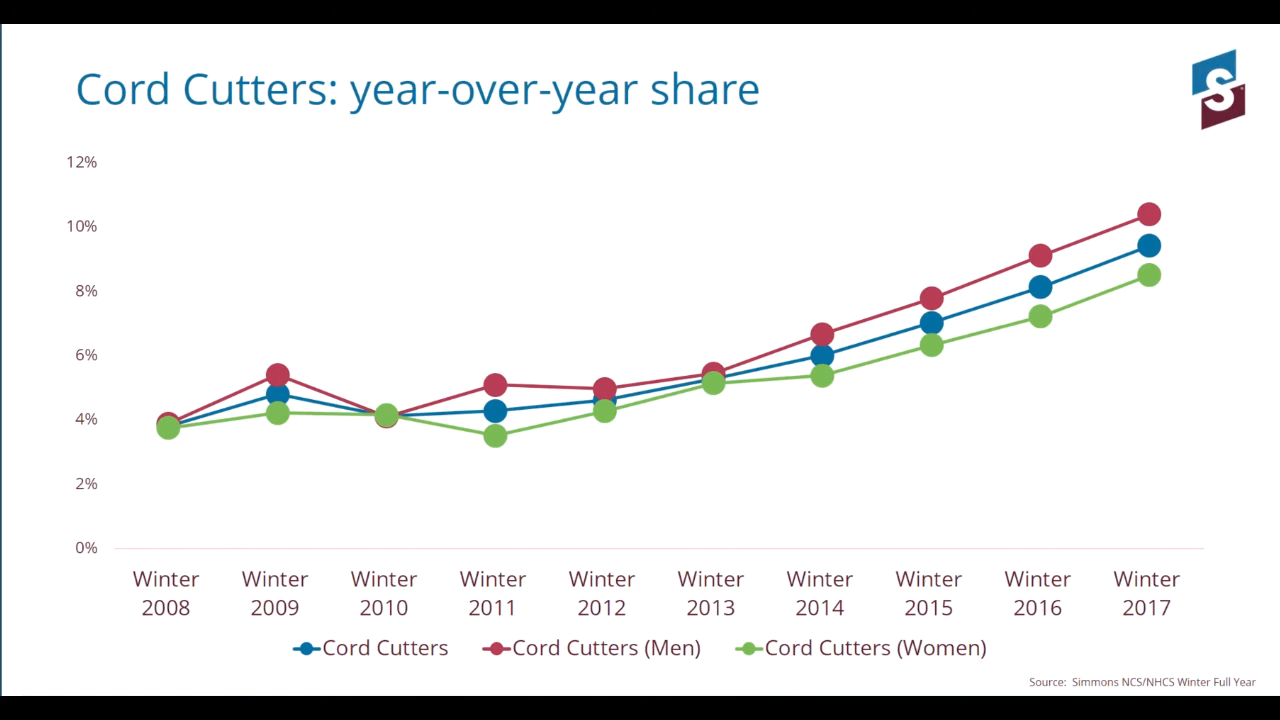 Cord Cutters: year-over-year share
S
12%
10%
8%
6%
4%
2%
0%
Winter 2008
Winter 2009
Winter 2010
Winter 2011
Winter 2012
Winter 2013
Winter 2014
Winter 2015
Winter 2016
Winter 2017
Cord Cutters
Cord Cutters (Men)
Cord Cutters (Women)
Source: Simmons NCS/NHCS Winter Full Year